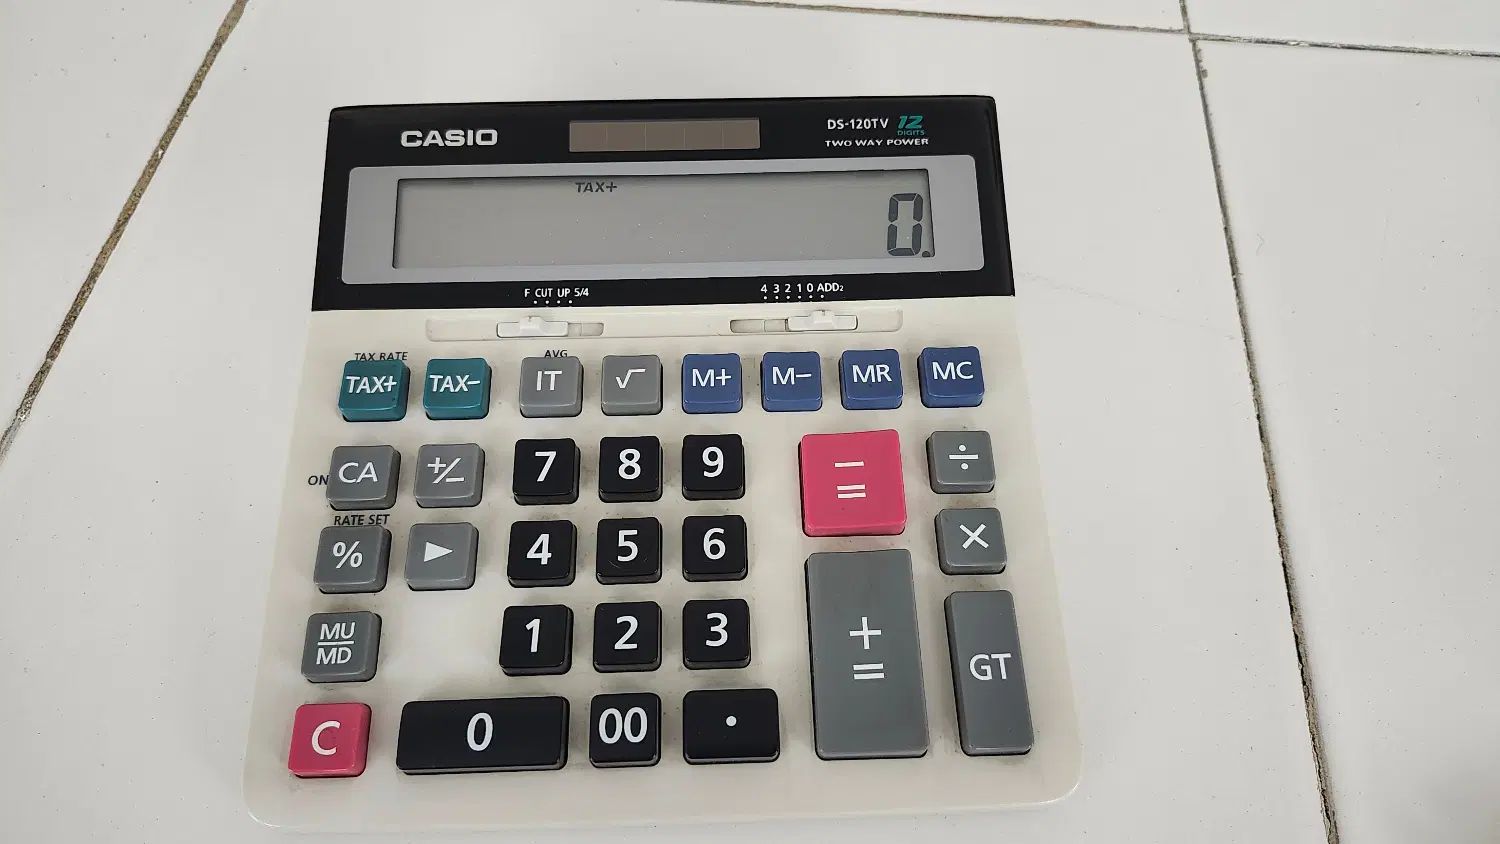 CASIO
DS-120TV 12 DIGITS
TWO WAY POWER
TAX+
0.
F CUT UP 5/4
4 3 2 1 0 ADD₂
TAX RATE
AVG
TAX+ TAX− IT √ M+ M− MR MC
ON CA +/− 7 8 9 − = ÷
RATE SET
% ▶ 4 5 6 ×
MU MD 1 2 3 + = GT
C 0 00 ·